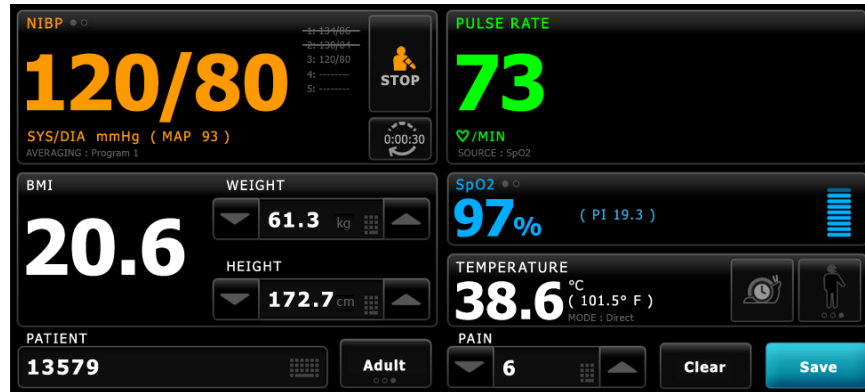 NIBP
1: 134/86
2: 130/84
3: 120/80
4: --------
5: --------
120/80
STOP
SYS/DIA mmHg ( MAP 93 )
AVERAGING : Program 1
0:00:30
PULSE RATE
73
/MIN
SOURCE : SpO2
BMI
20.6
WEIGHT
61.3 kg
HEIGHT
172.7 cm
SpO2
97%
( PI 19.3 )
TEMPERATURE
38.6 °C
( 101.5° F )
MODE : Direct
PATIENT
13579
Adult
PAIN
6
Clear
Save